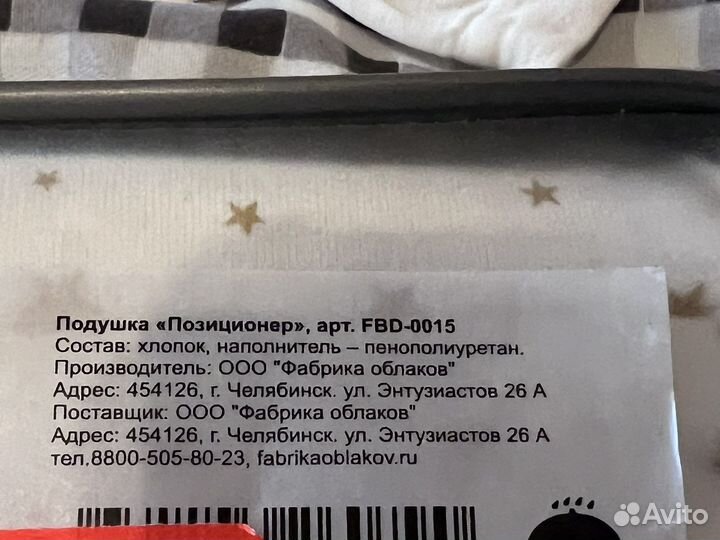 Подушка «Позиционер», арт. FBD-0015
Состав: хлопок, наполнитель – пенополиуретан.
Производитель: ООО "Фабрика облаков"
Адрес: 454126, г. Челябинск. ул. Энтузиастов 26 А
Поставщик: ООО "Фабрика облаков"
Адрес: 454126, г. Челябинск. ул. Энтузиастов 26 А
тел.8800-505-80-23, fabrikaoblakov.ru
Avito